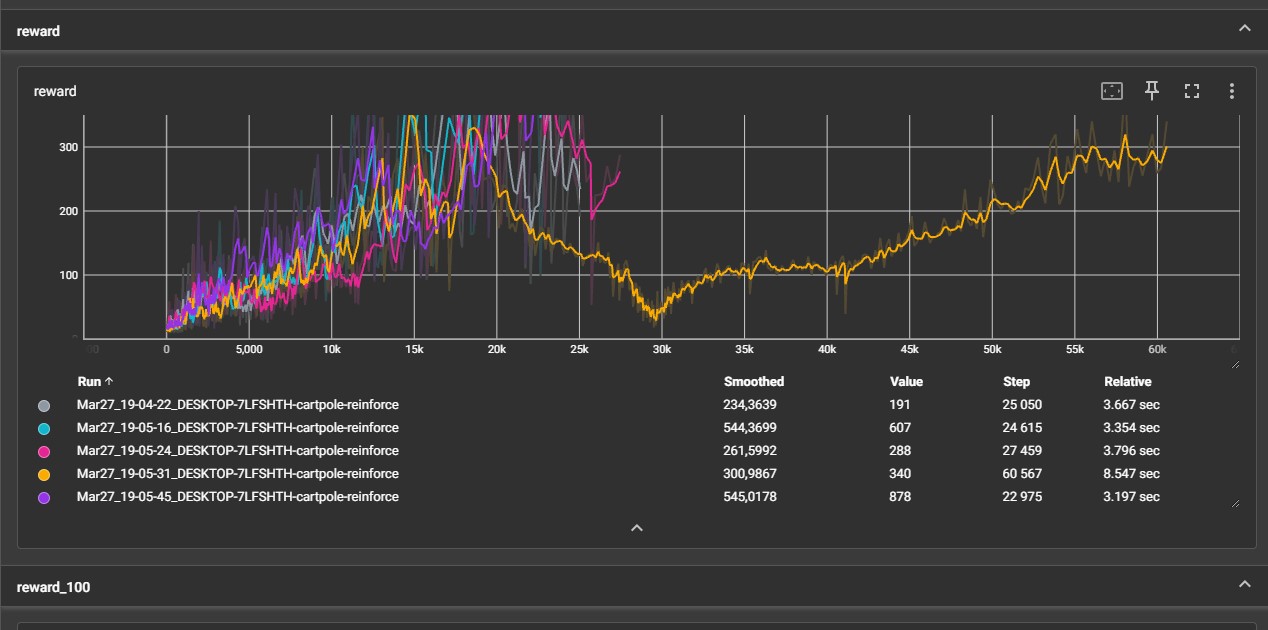 reward
reward
300
200
100
0 5,000 10k 15k 20k 25k 30k 35k 40k 45k 50k 55k 60k
Run Smoothed Value Step Relative
Mar27_19-04-22_DESKTOP-7LFSHTH-cartpole-reinforce 234,3639 191 25 050 3.667 sec
Mar27_19-05-16_DESKTOP-7LFSHTH-cartpole-reinforce 544,3699 607 24 615 3.354 sec
Mar27_19-05-24_DESKTOP-7LFSHTH-cartpole-reinforce 261,5992 288 27 459 3.796 sec
Mar27_19-05-31_DESKTOP-7LFSHTH-cartpole-reinforce 300,9867 340 60 567 8.547 sec
Mar27_19-05-45_DESKTOP-7LFSHTH-cartpole-reinforce 545,0178 878 22 975 3.197 sec
reward_100